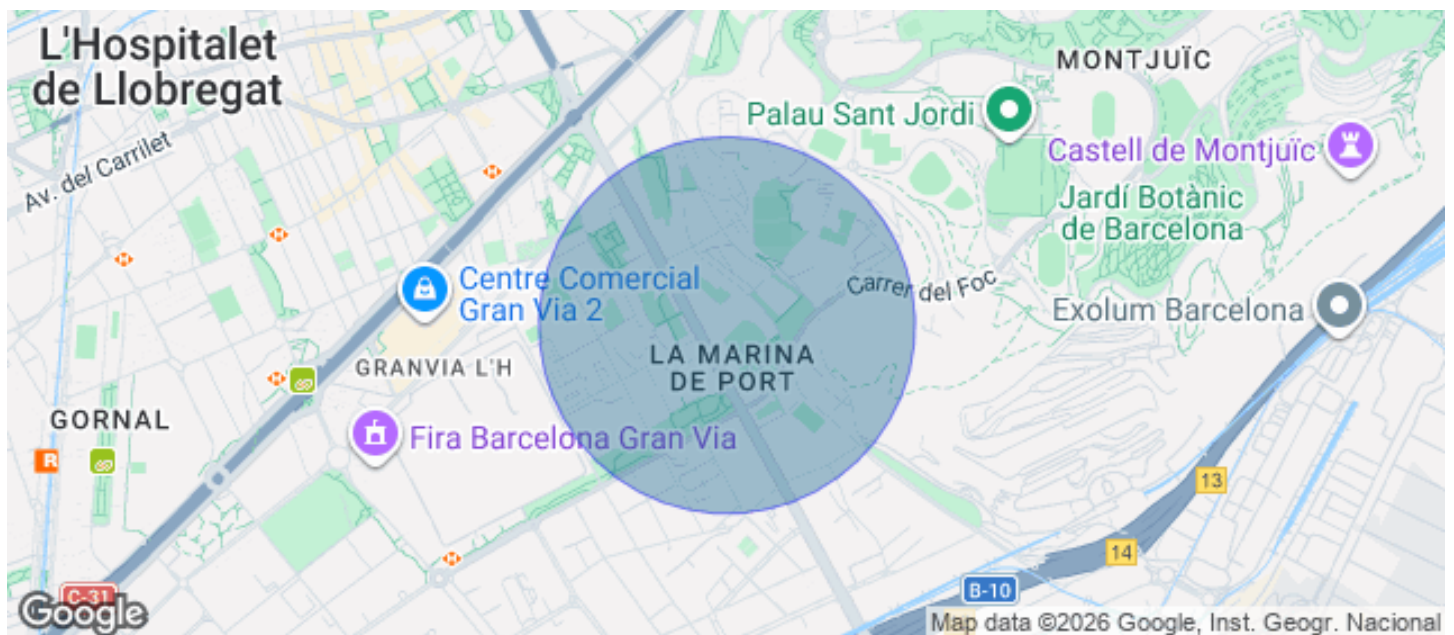 L'Hospitalet
de Llobregat
MONTJUÏC
Palau Sant Jordi
Castell de Montjuïc
Av. del Carrilet
Jardí Botànic
de Barcelona
Centre Comercial
Gran Via 2
Carrer del Foc
Exolum Barcelona
LA MARINA
DE PORT
GRANVIA L'H
GORNAL
Fira Barcelona Gran Via
R
13
14
B-10
C-31
Google
Map data ©2026 Google, Inst. Geogr. Nacional